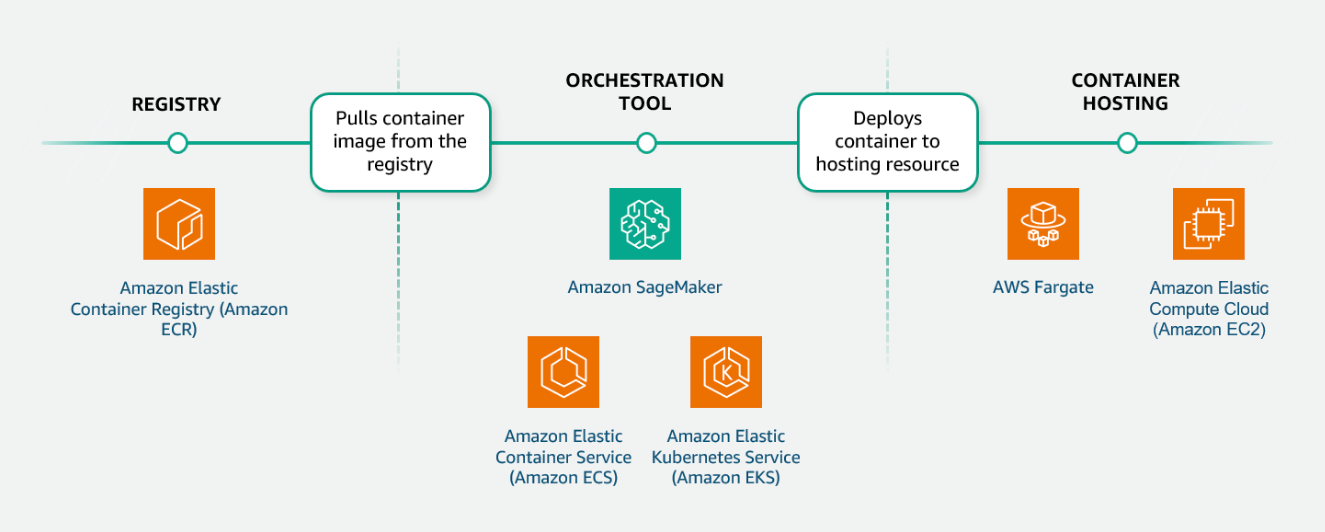 REGISTRY
Pulls container
image from the
registry
ORCHESTRATION
TOOL
Deploys
container to
hosting resource
CONTAINER
HOSTING
Amazon Elastic
Container Registry (Amazon
ECR)
Amazon SageMaker
AWS Fargate
Amazon Elastic
Compute Cloud
(Amazon EC2)
K
Amazon Elastic
Container Service
(Amazon ECS)
Amazon Elastic
Kubernetes Service
(Amazon EKS)